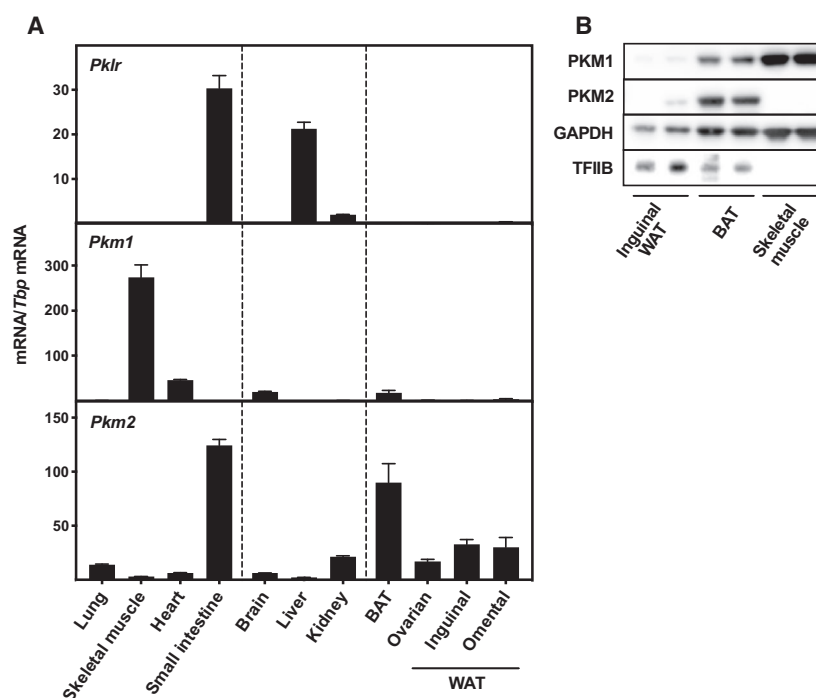 A
mRNA/Tbp mRNA
Pklr
30
20
10
Pkm1
300
200
100
Pkm2
150
100
50
Lung
Skeletal muscle
Heart
Small intestine
Brain
Liver
Kidney
BAT
Ovarian
Inguinal
Omental
WAT
B
PKM1
PKM2
GAPDH
TFIIB
Inguinal
WAT
BAT
Skeletal
muscle